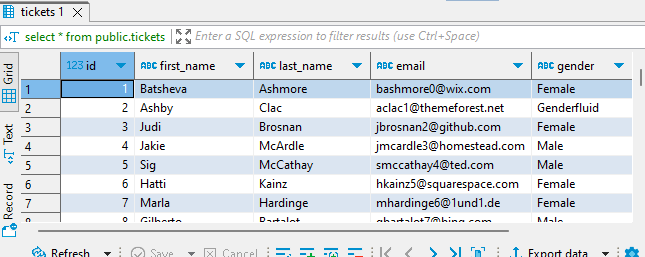 tickets 1
select * from public.tickets Enter a SQL expression to filter results (use Ctrl+Space)
Grid
Text
Record
123 id ABC first_name ABC last_name ABC email ABC gender
1 1 Batsheva Ashmore bashmore0@wix.com Female
2 2 Ashby Clac aclac1@themeforest.net Genderfluid
3 3 Judi Brosnan jbrosnan2@github.com Female
4 4 Jakie McArdle jmcardle3@homestead.com Male
5 5 Sig McCathay smccathay4@ted.com Male
6 6 Hatti Kainz hkainz5@squarespace.com Female
7 7 Marla Hardinge mhardinge6@1und1.de Female
8 8 Gilberto Bartalot gbartalot7@bing.com Male
Refresh Save Cancel Export data